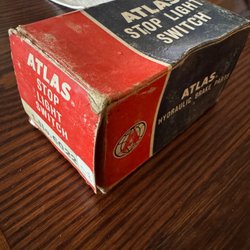 ATLAS
STOP LIGHT
SWITCH
ATLAS
STOP
LIGHT
SWITCH
ATLAS
HYDRAULIC BRAKE PARTS